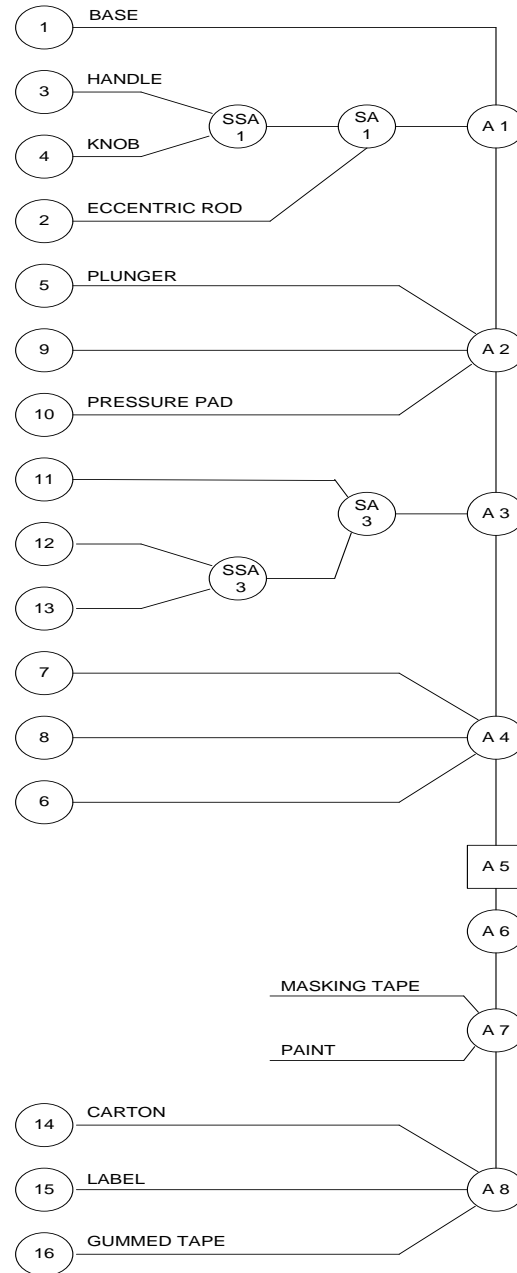 BASE
1
HANDLE
3
SSA
1
SA
1
A 1
KNOB
4
ECCENTRIC ROD
2
PLUNGER
5
9
A 2
PRESSURE PAD
10
11
SA
3
A 3
12
SSA
3
13
7
8
A 4
6
A 5
A 6
MASKING TAPE
A 7
PAINT
CARTON
14
LABEL
15
A 8
GUMMED TAPE
16